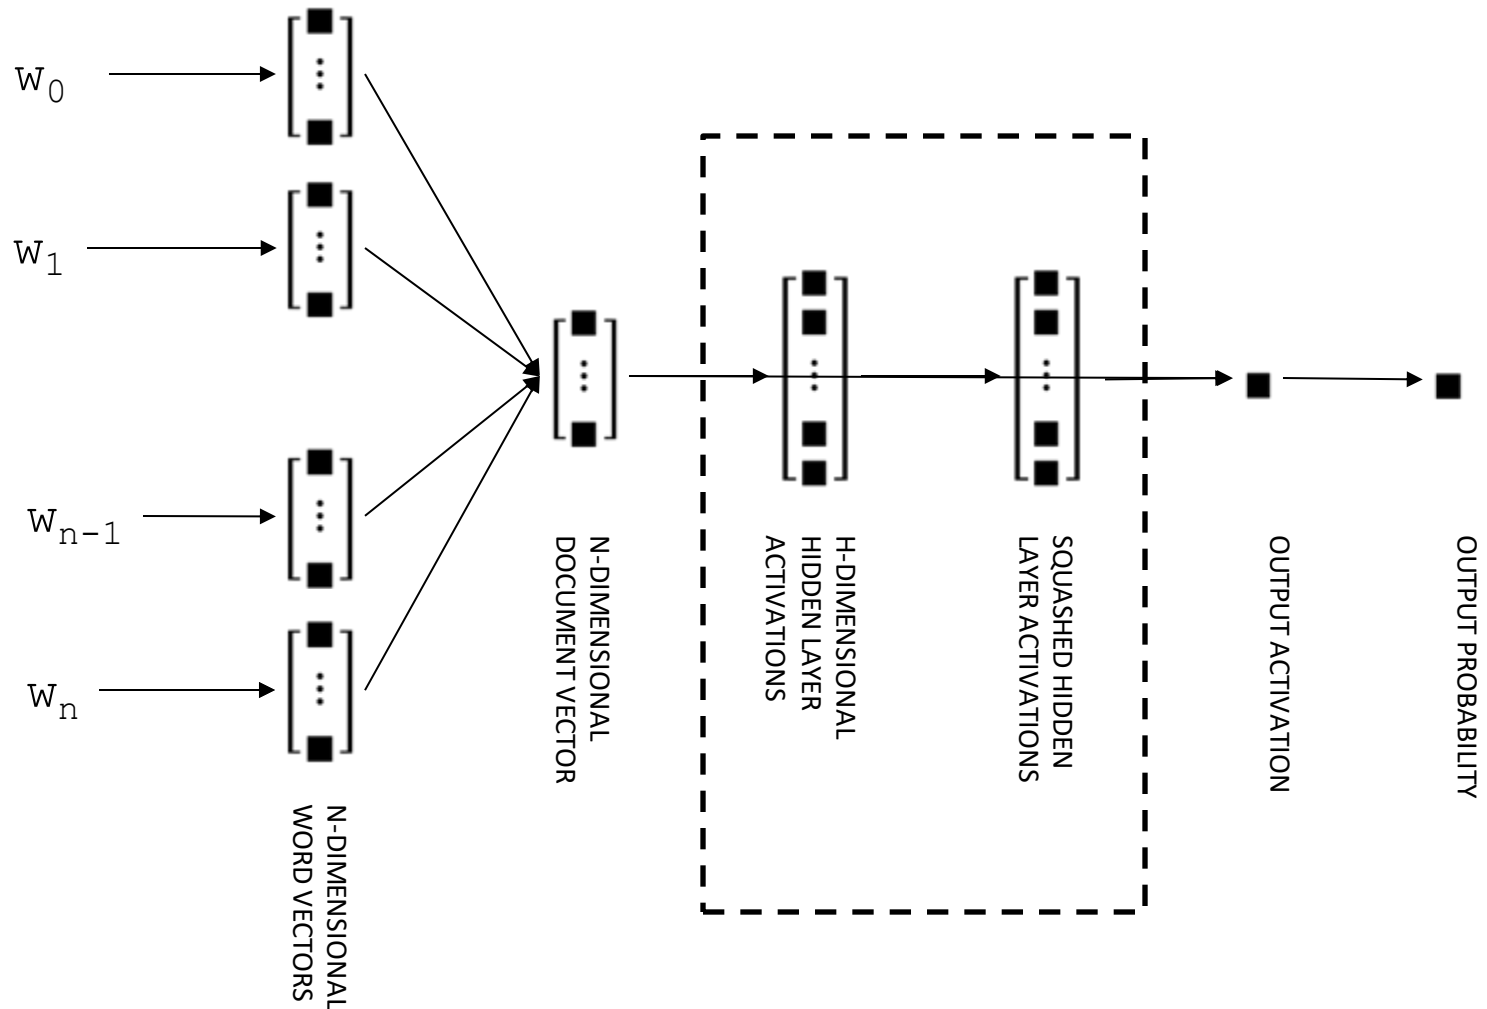 w0
w1
wn-1
wn
N-DIMENSIONAL
WORD VECTORS
N-DIMENSIONAL
DOCUMENT VECTOR
H-DIMENSIONAL
HIDDEN LAYER
ACTIVATIONS
SQUASHED HIDDEN
LAYER ACTIVATIONS
OUTPUT ACTIVATION
OUTPUT PROBABILITY